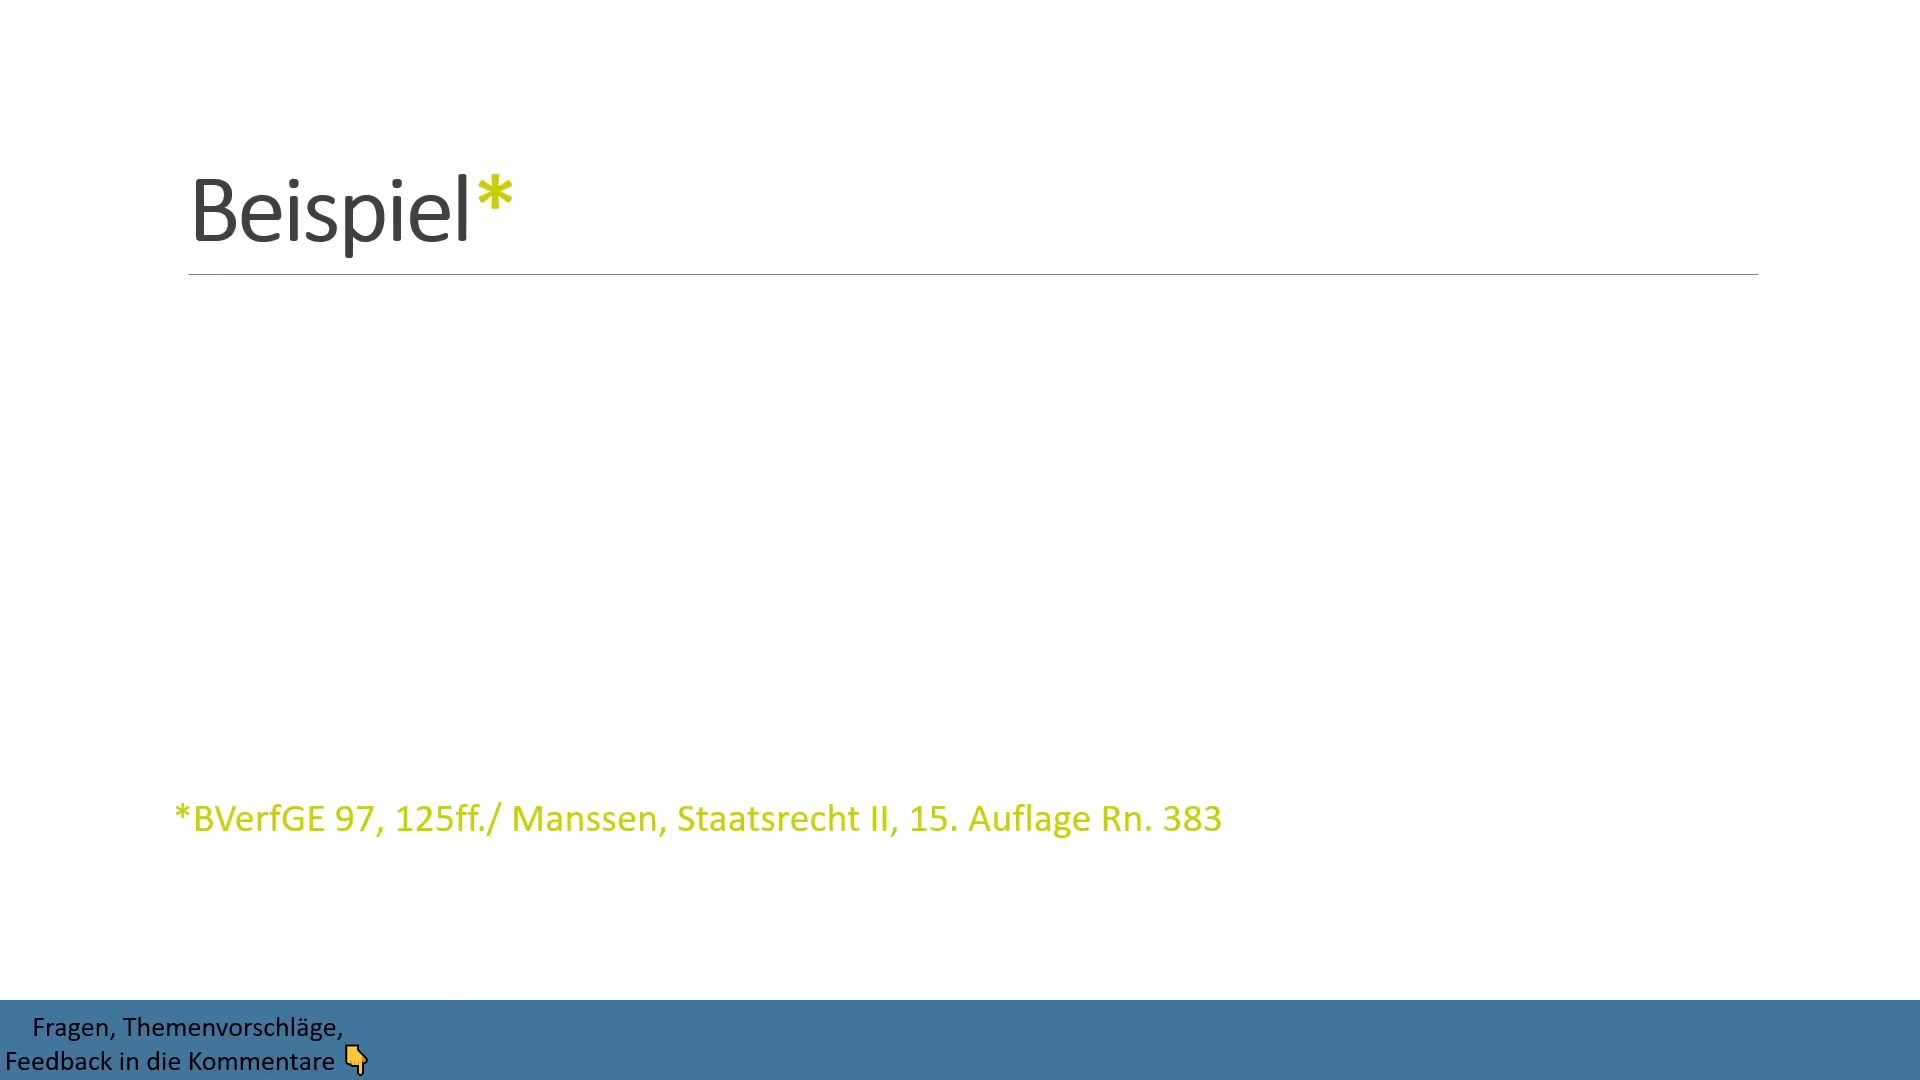 Beispiel*
*BVerfGE 97, 125ff./ Manssen, Staatsrecht II, 15. Auflage Rn. 383
Fragen, Themenvorschläge,
Feedback in die Kommentare 👇